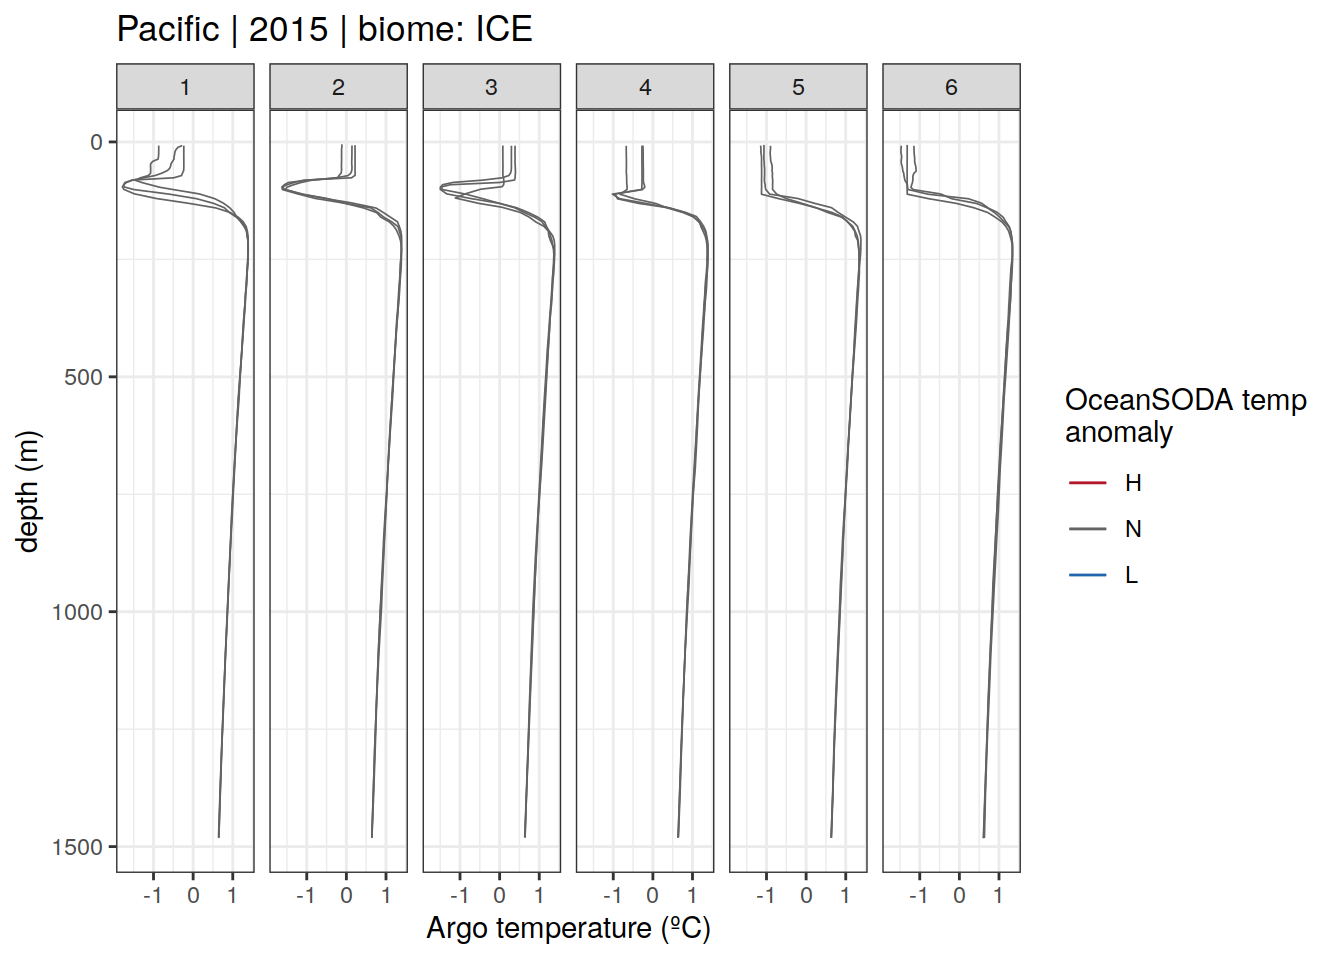 Pacific | 2015 | biome: ICE
1 2 3 4 5 6
0
500
1000
1500
depth (m)
-1 0 1 -1 0 1 -1 0 1 -1 0 1 -1 0 1 -1 0 1
Argo temperature (ºC)
OceanSODA temp
anomaly
H
N
L